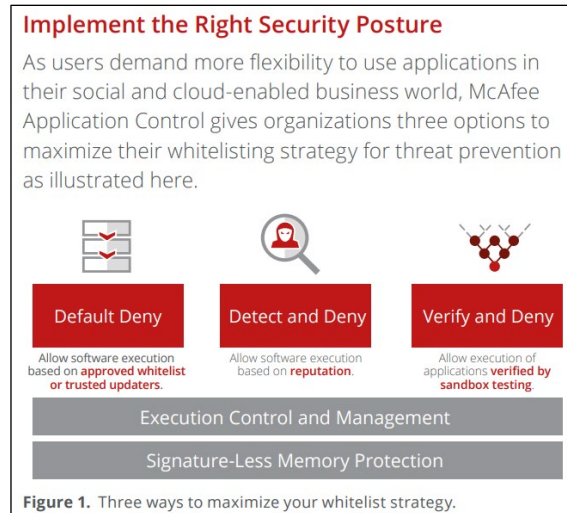 Implement the Right Security Posture
As users demand more flexibility to use applications in
their social and cloud-enabled business world, McAfee
Application Control gives organizations three options to
maximize their whitelisting strategy for threat prevention
as illustrated here.
Default Deny
Allow software execution
based on approved whitelist
or trusted updaters.
Detect and Deny
Allow software execution
based on reputation.
Verify and Deny
Allow execution of
applications verified by
sandbox testing.
Execution Control and Management
Signature-Less Memory Protection
Figure 1. Three ways to maximize your whitelist strategy.